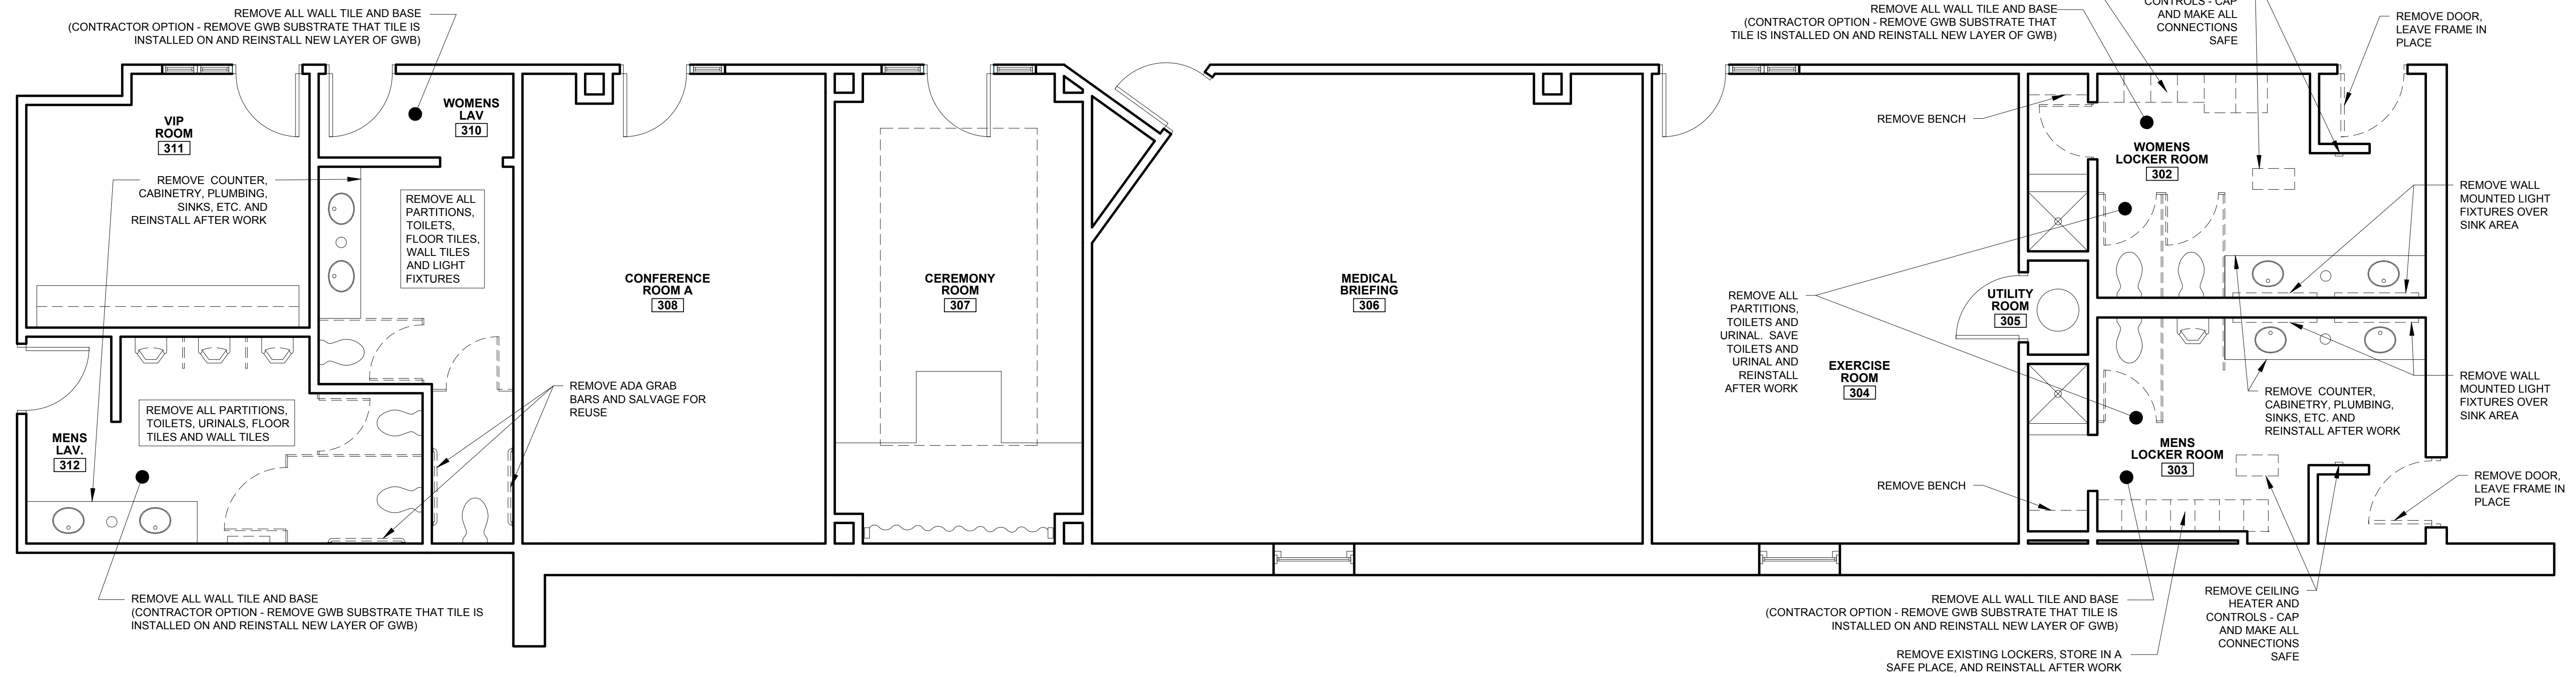 REMOVE ALL WALL TILE AND BASE
(CONTRACTOR OPTION - REMOVE GWB SUBSTRATE THAT TILE IS
INSTALLED ON AND REINSTALL NEW LAYER OF GWB)
REMOVE ALL WALL TILE AND BASE
(CONTRACTOR OPTION - REMOVE GWB SUBSTRATE THAT
TILE IS INSTALLED ON AND REINSTALL NEW LAYER OF GWB)
CONTROLS - CAP
AND MAKE ALL
CONNECTIONS
SAFE
REMOVE DOOR,
LEAVE FRAME IN
PLACE
VIP
ROOM
311
WOMENS
LAV
310
REMOVE BENCH
WOMENS
LOCKER ROOM
302
REMOVE COUNTER,
CABINETRY, PLUMBING,
SINKS, ETC. AND
REINSTALL AFTER WORK
REMOVE ALL
PARTITIONS,
TOILETS,
FLOOR TILES,
WALL TILES
AND LIGHT
FIXTURES
REMOVE WALL
MOUNTED LIGHT
FIXTURES OVER
SINK AREA
CONFERENCE
ROOM A
308
CEREMONY
ROOM
307
MEDICAL
BRIEFING
306
REMOVE ALL
PARTITIONS,
TOILETS AND
URINAL. SAVE
TOILETS AND
URINAL AND
REINSTALL
AFTER WORK
UTILITY
ROOM
305
EXERCISE
ROOM
304
REMOVE ADA GRAB
BARS AND SALVAGE FOR
REUSE
REMOVE COUNTER,
CABINETRY, PLUMBING,
SINKS, ETC. AND
REINSTALL AFTER WORK
REMOVE WALL
MOUNTED LIGHT
FIXTURES OVER
SINK AREA
REMOVE ALL PARTITIONS,
TOILETS, URINALS, FLOOR
TILES AND WALL TILES
MENS
LAV.
312
MENS
LOCKER ROOM
303
REMOVE BENCH
REMOVE DOOR,
LEAVE FRAME IN
PLACE
REMOVE ALL WALL TILE AND BASE
(CONTRACTOR OPTION - REMOVE GWB SUBSTRATE THAT TILE IS
INSTALLED ON AND REINSTALL NEW LAYER OF GWB)
REMOVE ALL WALL TILE AND BASE
(CONTRACTOR OPTION - REMOVE GWB SUBSTRATE THAT TILE IS
INSTALLED ON AND REINSTALL NEW LAYER OF GWB)
REMOVE CEILING
HEATER AND
CONTROLS - CAP
AND MAKE ALL
CONNECTIONS
SAFE
REMOVE EXISTING LOCKERS, STORE IN A
SAFE PLACE, AND REINSTALL AFTER WORK